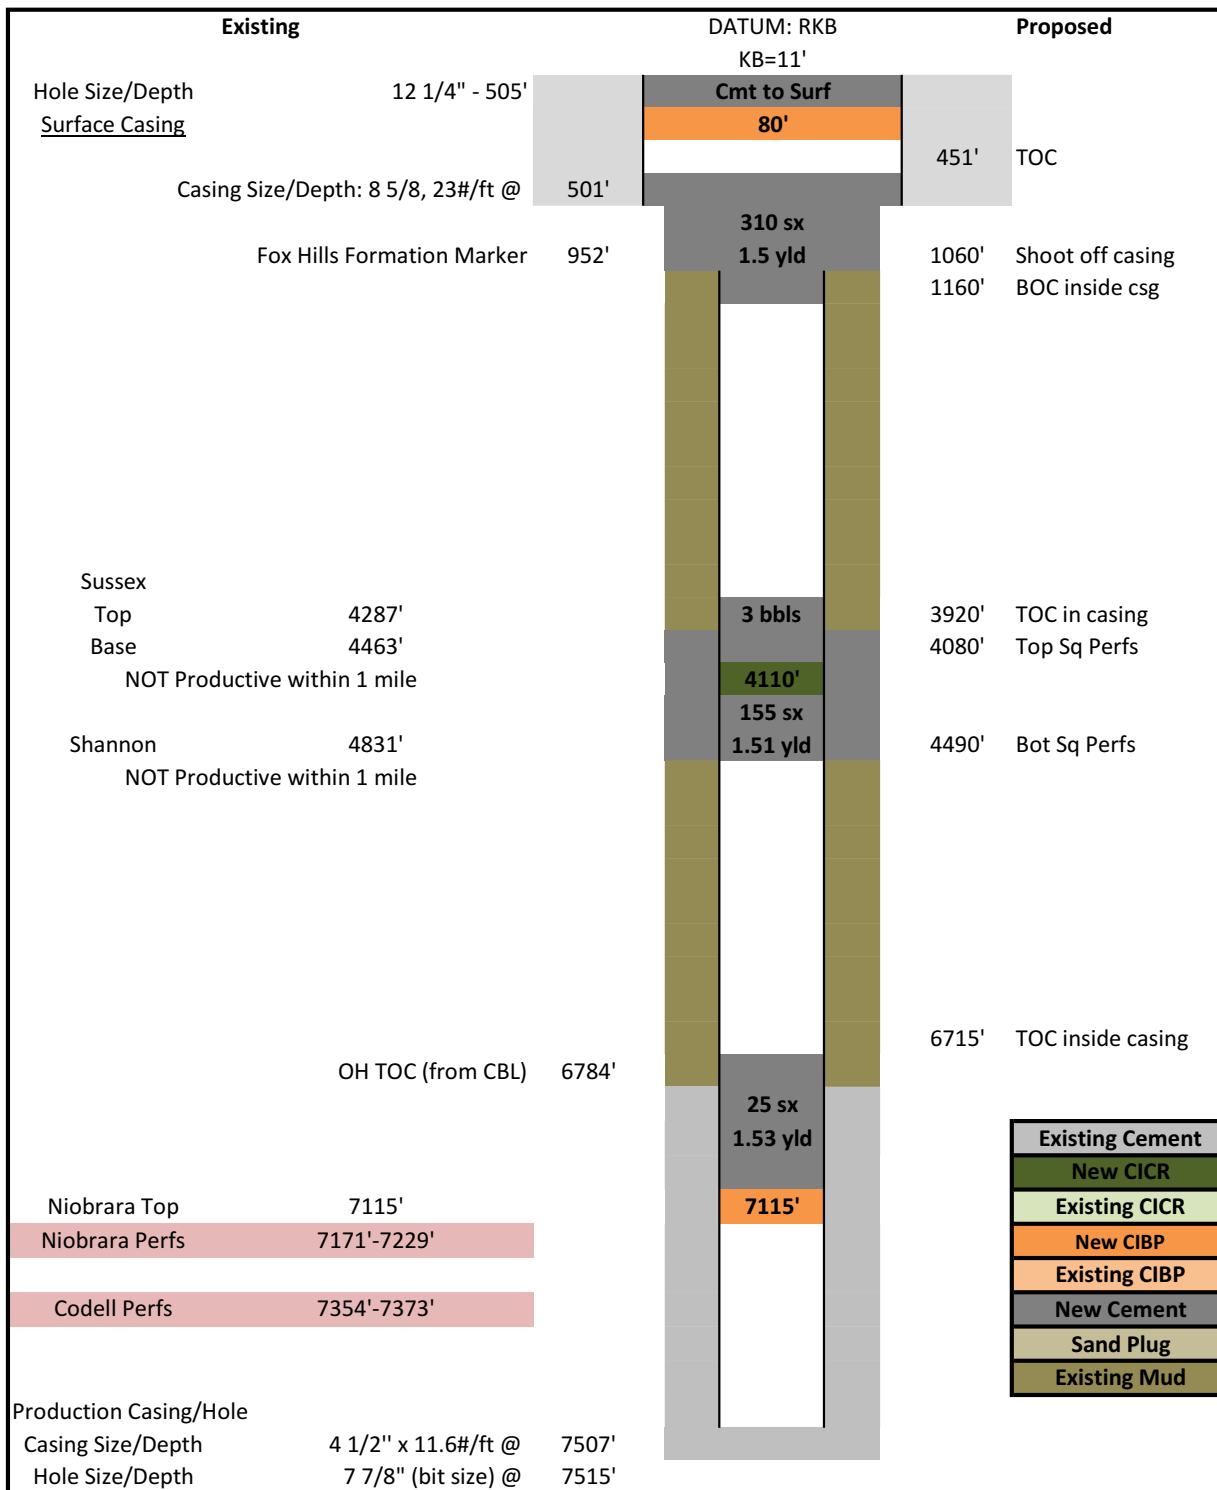 Existing DATUM: RKB Proposed
KB=11'
Hole Size/Depth 12 1/4" - 505' Cmt to Surf
Surface Casing 80'
451' TOC
Casing Size/Depth: 8 5/8, 23#/ft @ 501'
310 sx
Fox Hills Formation Marker 952' 1.5 yld 1060' Shoot off casing
1160' BOC inside csg
Sussex
Top 4287' 3 bbls 3920' TOC in casing
Base 4463' 4080' Top Sq Perfs
NOT Productive within 1 mile 4110'
155 sx
Shannon 4831' 1.51 yld 4490' Bot Sq Perfs
NOT Productive within 1 mile
6715' TOC inside casing
OH TOC (from CBL) 6784'
25 sx
1.53 yld Existing Cement
New CICR
Niobrara Top 7115' 7115' Existing CICR
Niobrara Perfs 7171'-7229' New CIBP
Existing CIBP
Codell Perfs 7354'-7373' New Cement
Sand Plug
Existing Mud
Production Casing/Hole
Casing Size/Depth 4 1/2'' x 11.6#/ft @ 7507'
Hole Size/Depth 7 7/8" (bit size) @ 7515'